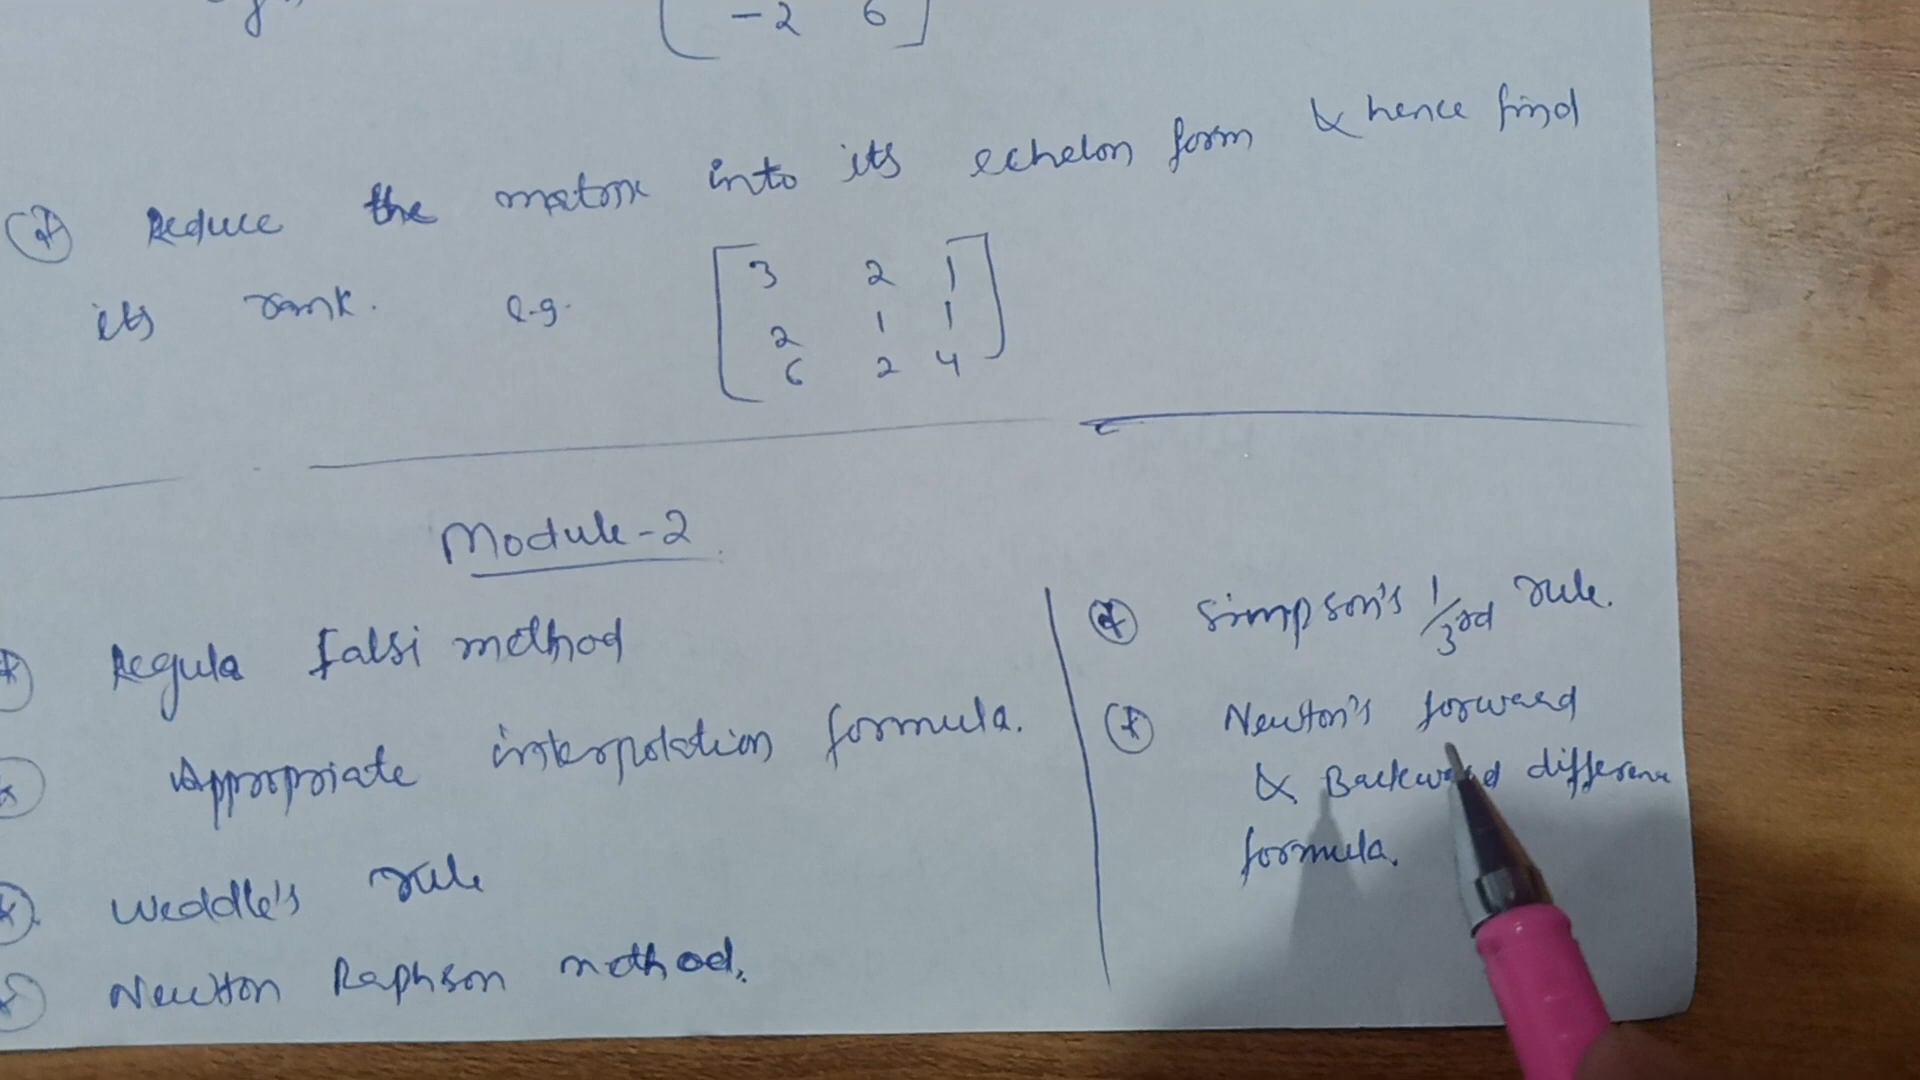 -2 6
Reduce the matrix into its echelon form & hence find
its rank. e.g.
3 2 1
2 1 1
6 2 4
Module-2
Regula falsi method
Appropriate interpolation formula.
Weddle's rule
Newton Raphson method.
Simpson's 1/3rd rule.
Newton's forward
& Backward difference
formula.